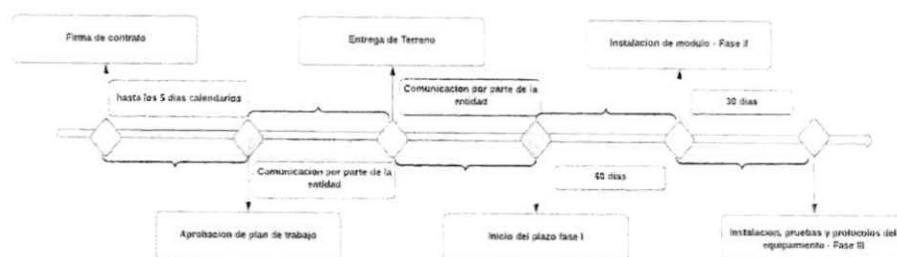 Firma de contrato
Entrega de Terreno
Instalacion de modulo - Fase II
hasta los 5 dias calendarios
Comunicacion por parte de la
entidad
30 dias
Comunicacion por parte de la
entidad
60 dias
Aprobacion de plan de trabajo
Inicio del plazo fase I
Instalacion, pruebas y protocolos del
equipamiento - Fase III